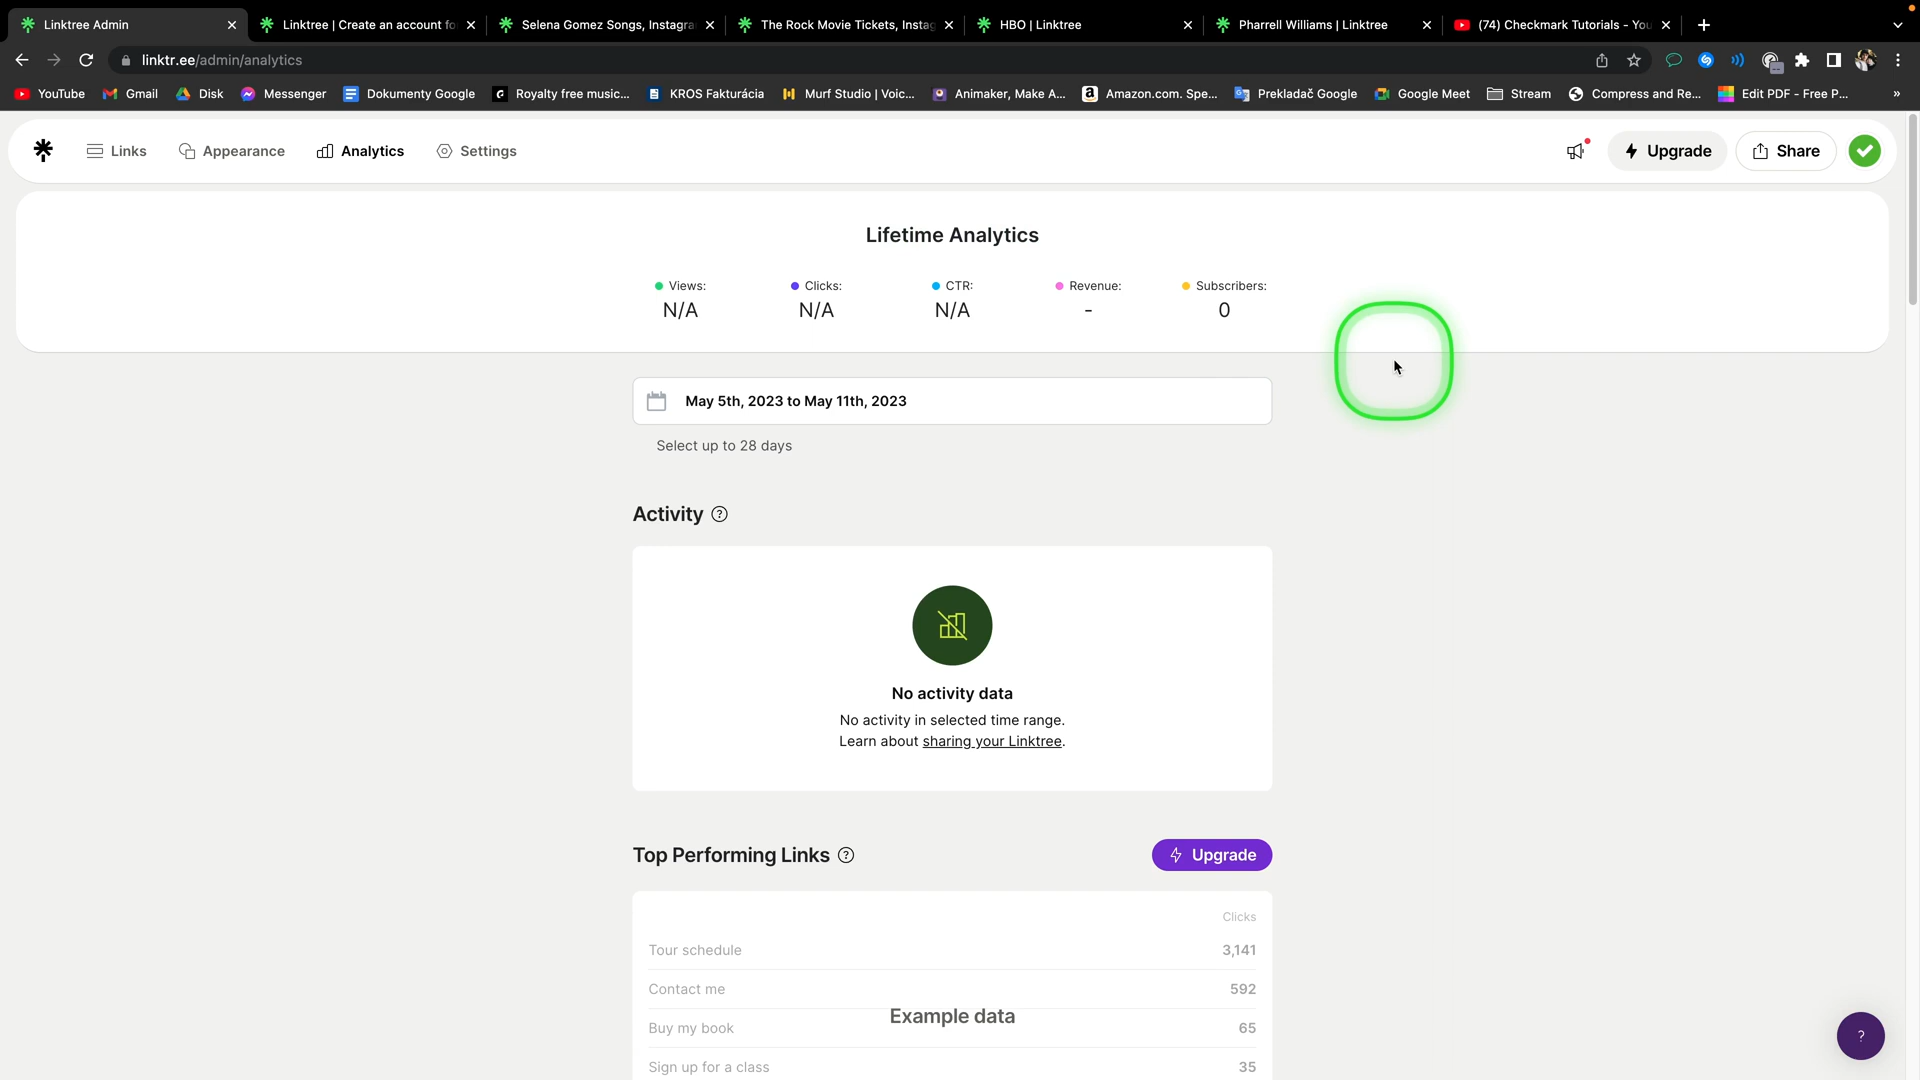 Linktree Admin
Linktree | Create an account fo
Selena Gomez Songs, Instagra
The Rock Movie Tickets, Instag
HBO | Linktree
Pharrell Williams | Linktree
(74) Checkmark Tutorials - You
linktr.ee/admin/analytics
YouTube
Gmail
Disk
Messenger
Dokumenty Google
Royalty free music...
KROS Fakturácia
Murf Studio | Voic...
Animaker, Make A...
Amazon.com. Spe...
Prekladač Google
Google Meet
Stream
Compress and Re...
Edit PDF - Free P...
»
Links
Appearance
Analytics
Settings
Upgrade
Share
Lifetime Analytics
Views:
Clicks:
CTR:
Revenue:
Subscribers:
N/A
N/A
N/A
-
0
May 5th, 2023 to May 11th, 2023
Select up to 28 days
Activity ?
No activity data
No activity in selected time range.
Learn about sharing your Linktree.
Top Performing Links ?
Upgrade
Clicks
Tour schedule 3,141
Contact me 592
Example data
Buy my book 65
Sign up for a class 35
?